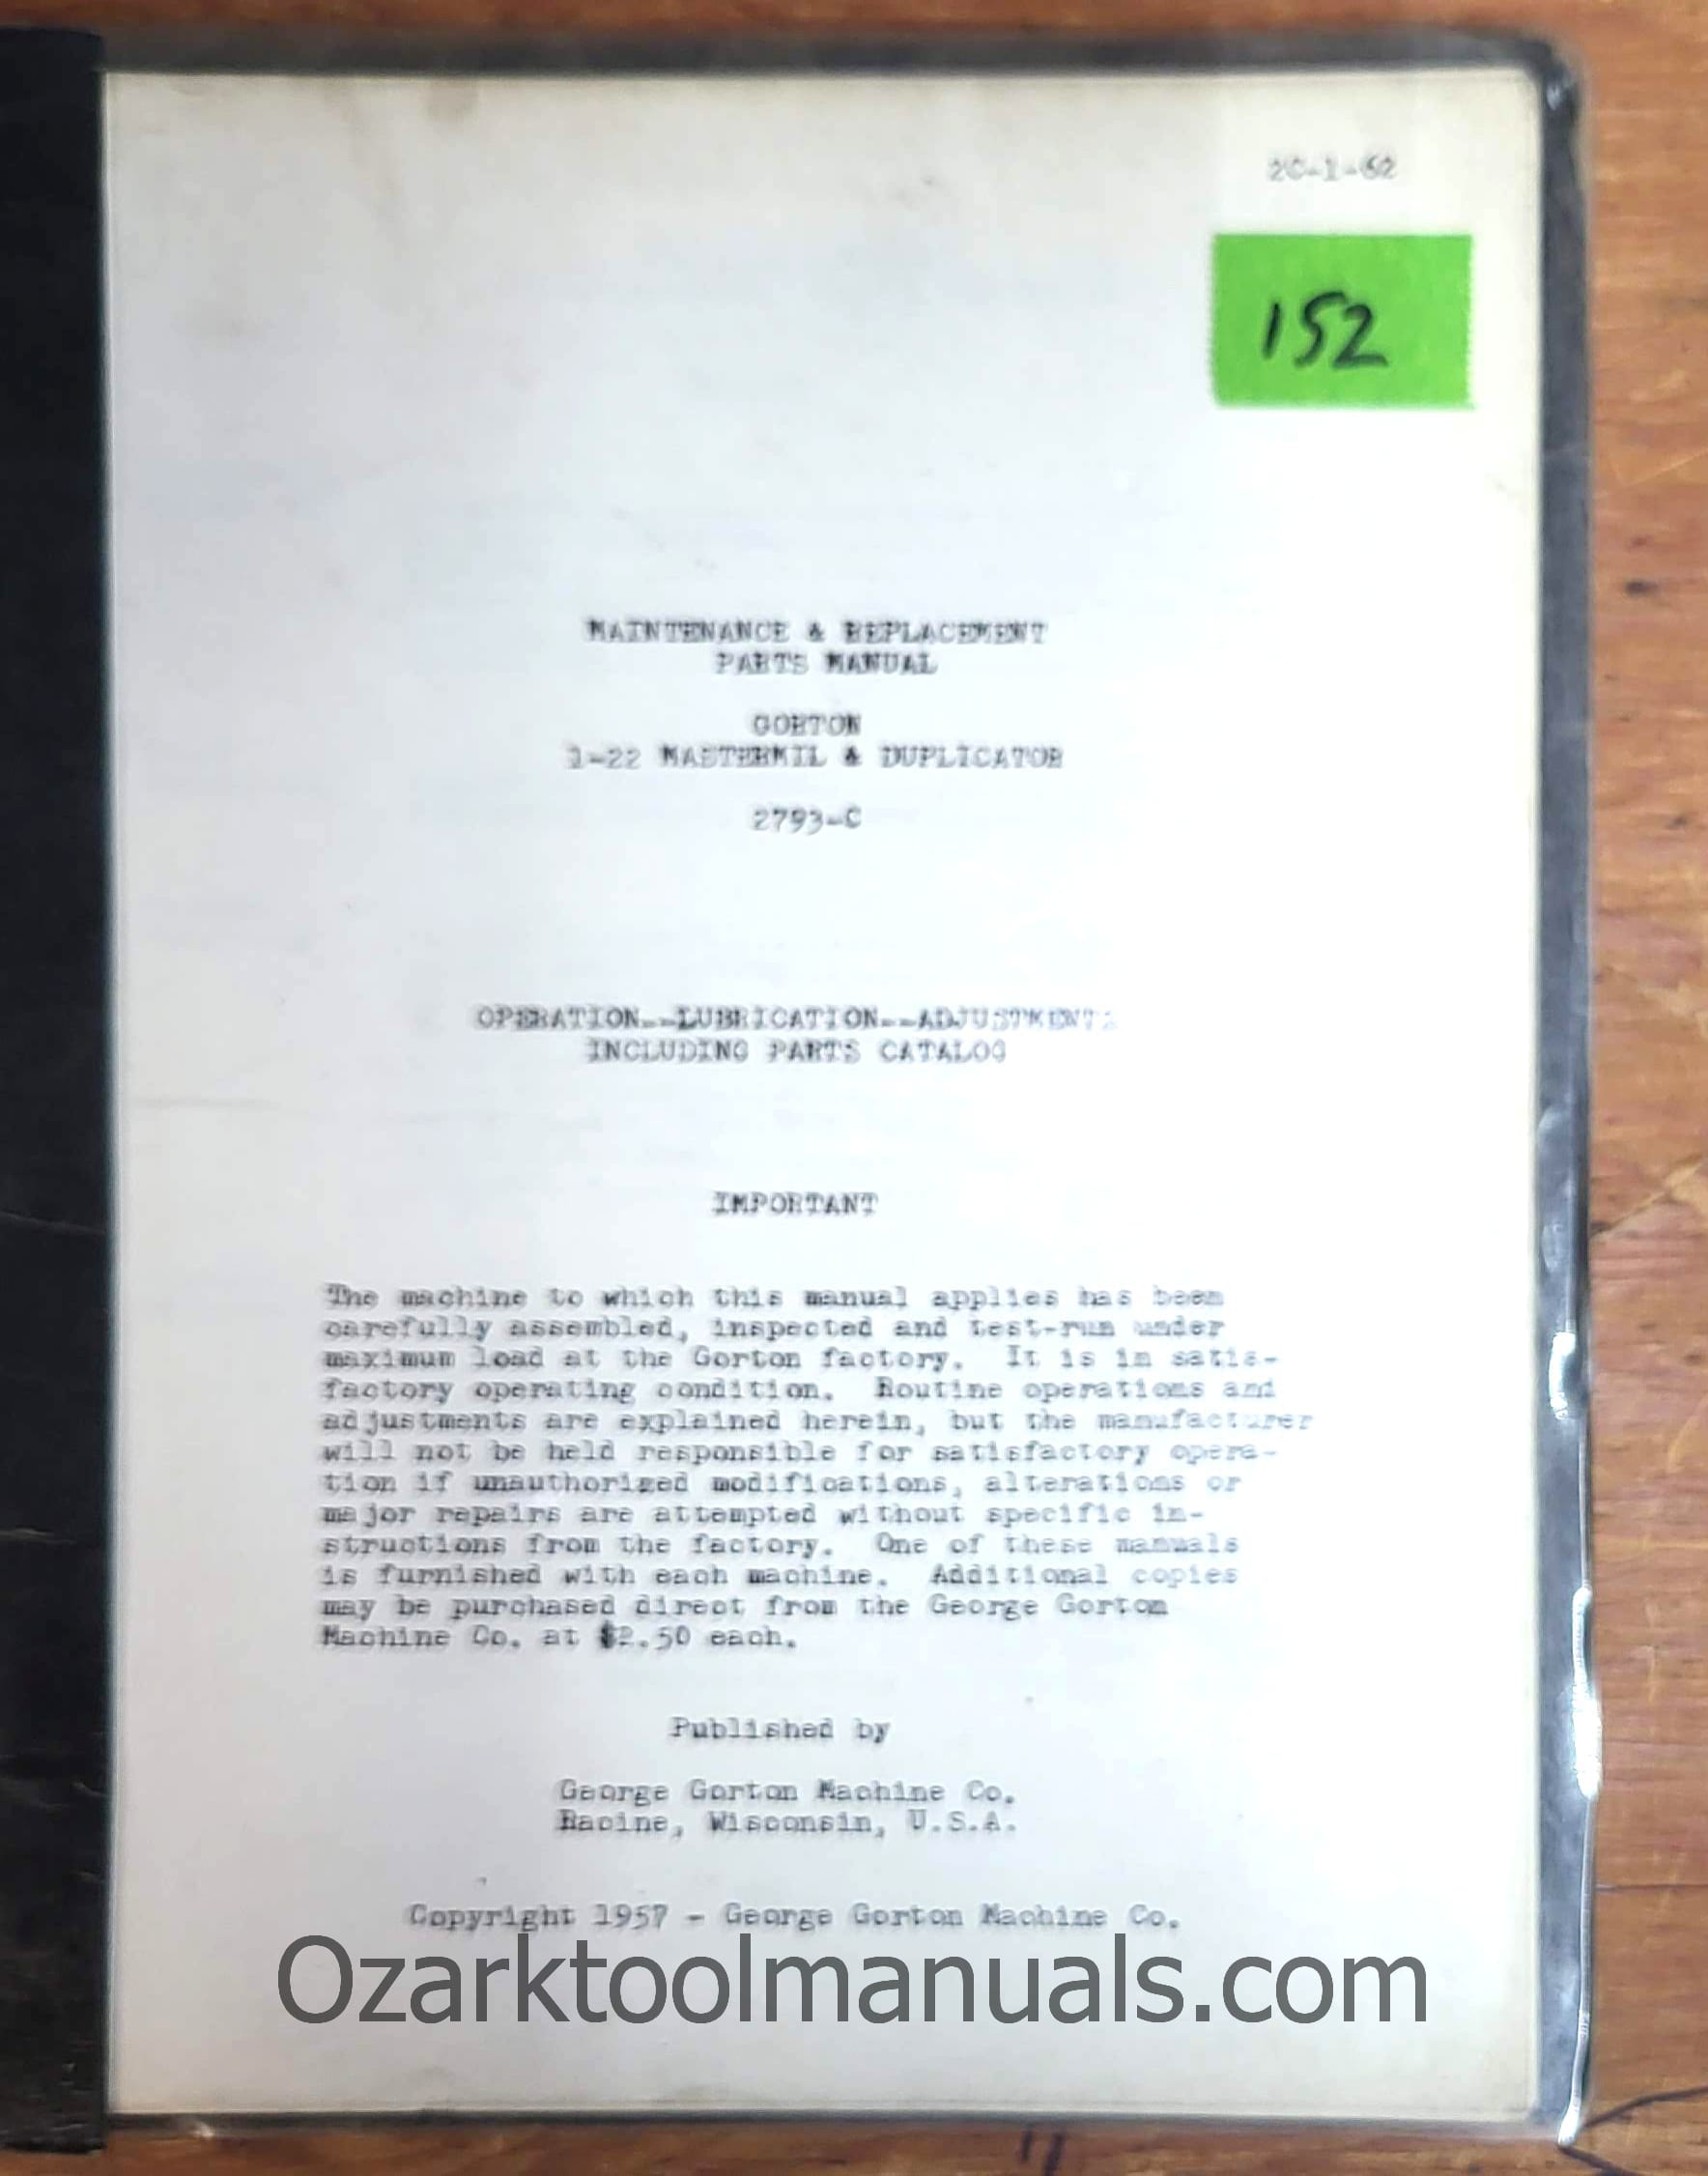 2C-1-62
152
MAINTENANCE & REPLACEMENT
PARTS MANUAL
GORTON
1-22 MASTERMIL & DUPLICATOR
2793-C
OPERATION--LUBRICATION--ADJUSTMENTS
INCLUDING PARTS CATALOG
IMPORTANT
The machine to which this manual applies has been
carefully assembled, inspected and test-run under
maximum load at the Gorton factory. It is in satis-
factory operating condition. Routine operations and
adjustments are explained herein, but the manufacturer
will not be held responsible for satisfactory opera-
tion if unauthorized modifications, alterations or
major repairs are attempted without specific in-
structions from the factory. One of these manuals
is furnished with each machine. Additional copies
may be purchased direct from the George Gorton
Machine Co. at $2.50 each.
Published by
George Gorton Machine Co.
Racine, Wisconsin, U.S.A.
Copyright 1957 - George Gorton Machine Co.
Ozarktoolmanuals.com